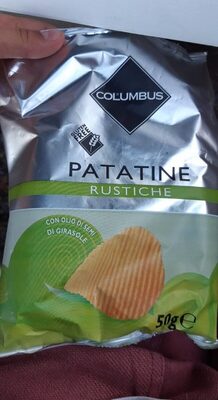 COLUMBUS
PATATINE
RUSTICHE
CON OLIO DI SEMI
DI GIRASOLE
50g e